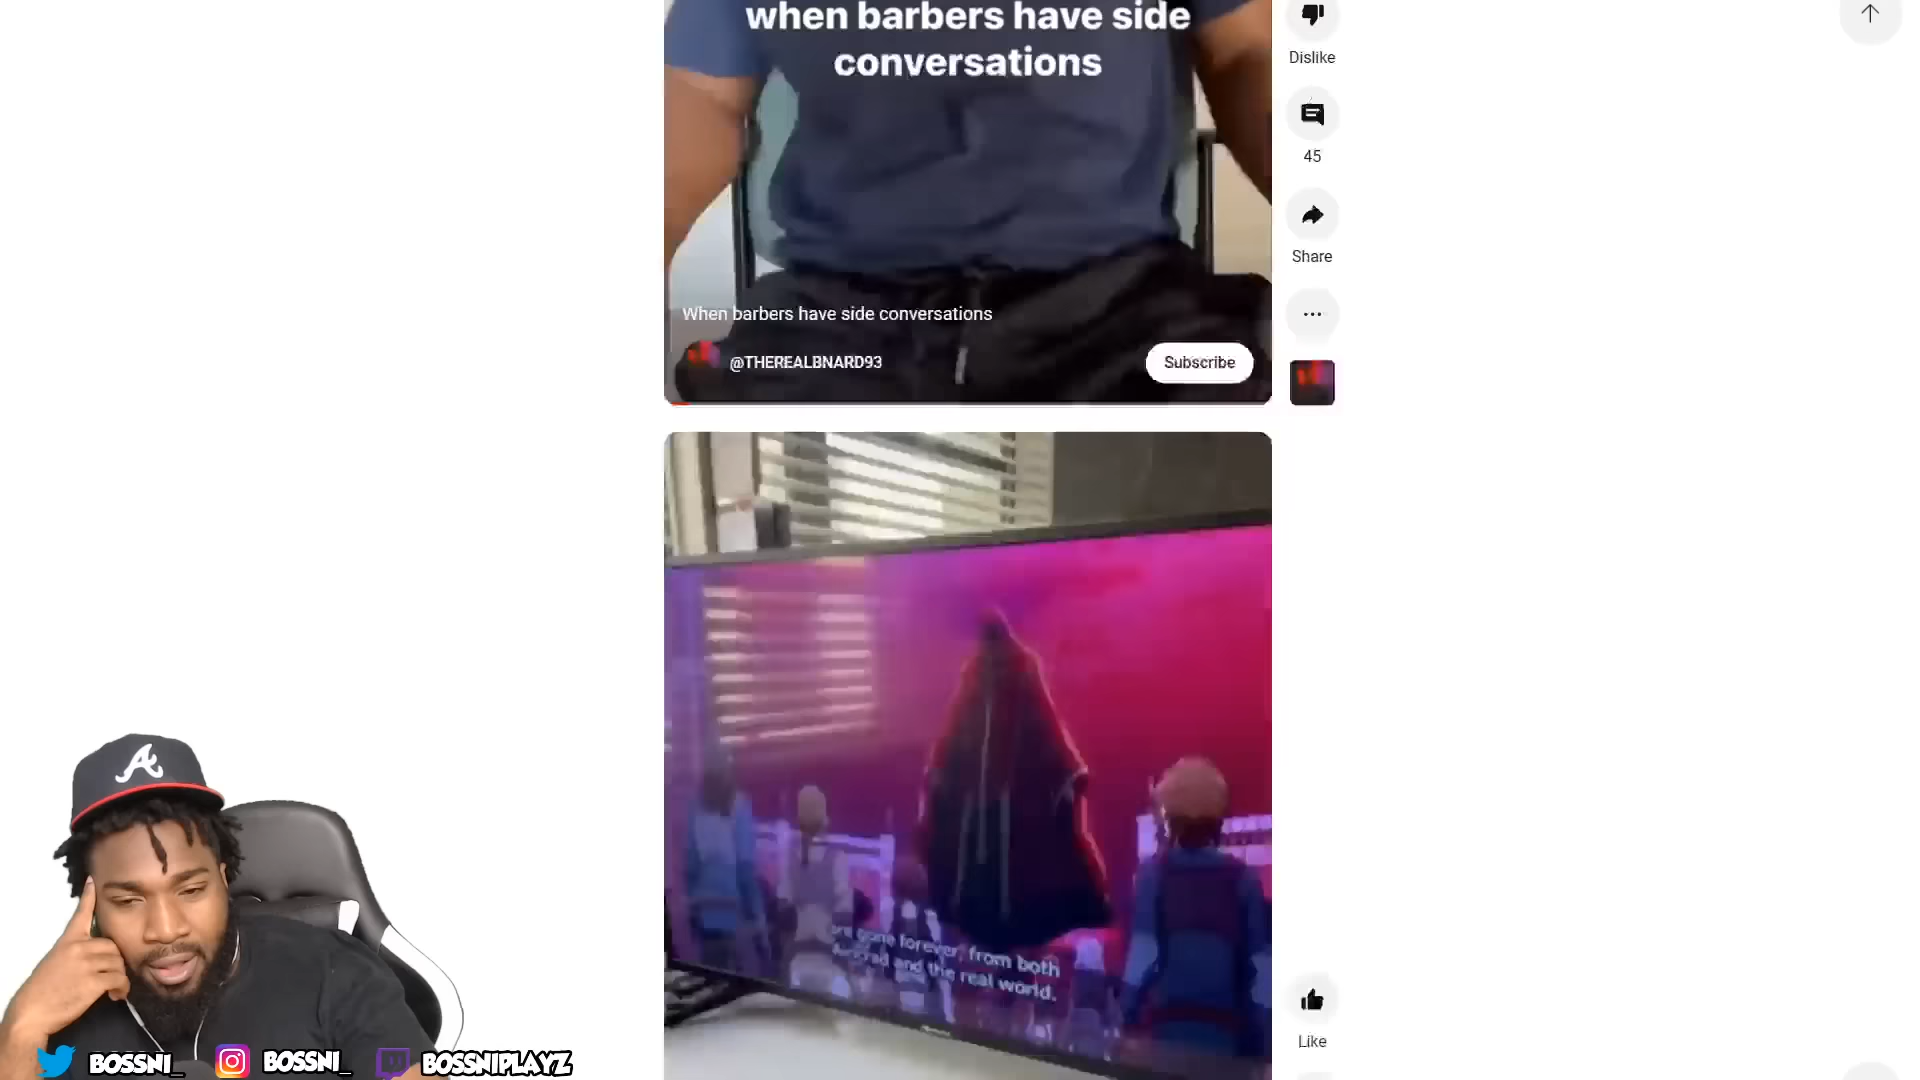 when barbers have side
conversations
Dislike
45
Share
When barbers have side conversations
@THEREALBNARD93
Subscribe
gone forever, from both
and the real world.
Like
A
BOSSNI_
BOSSNI_
BOSSNIPLAYZ